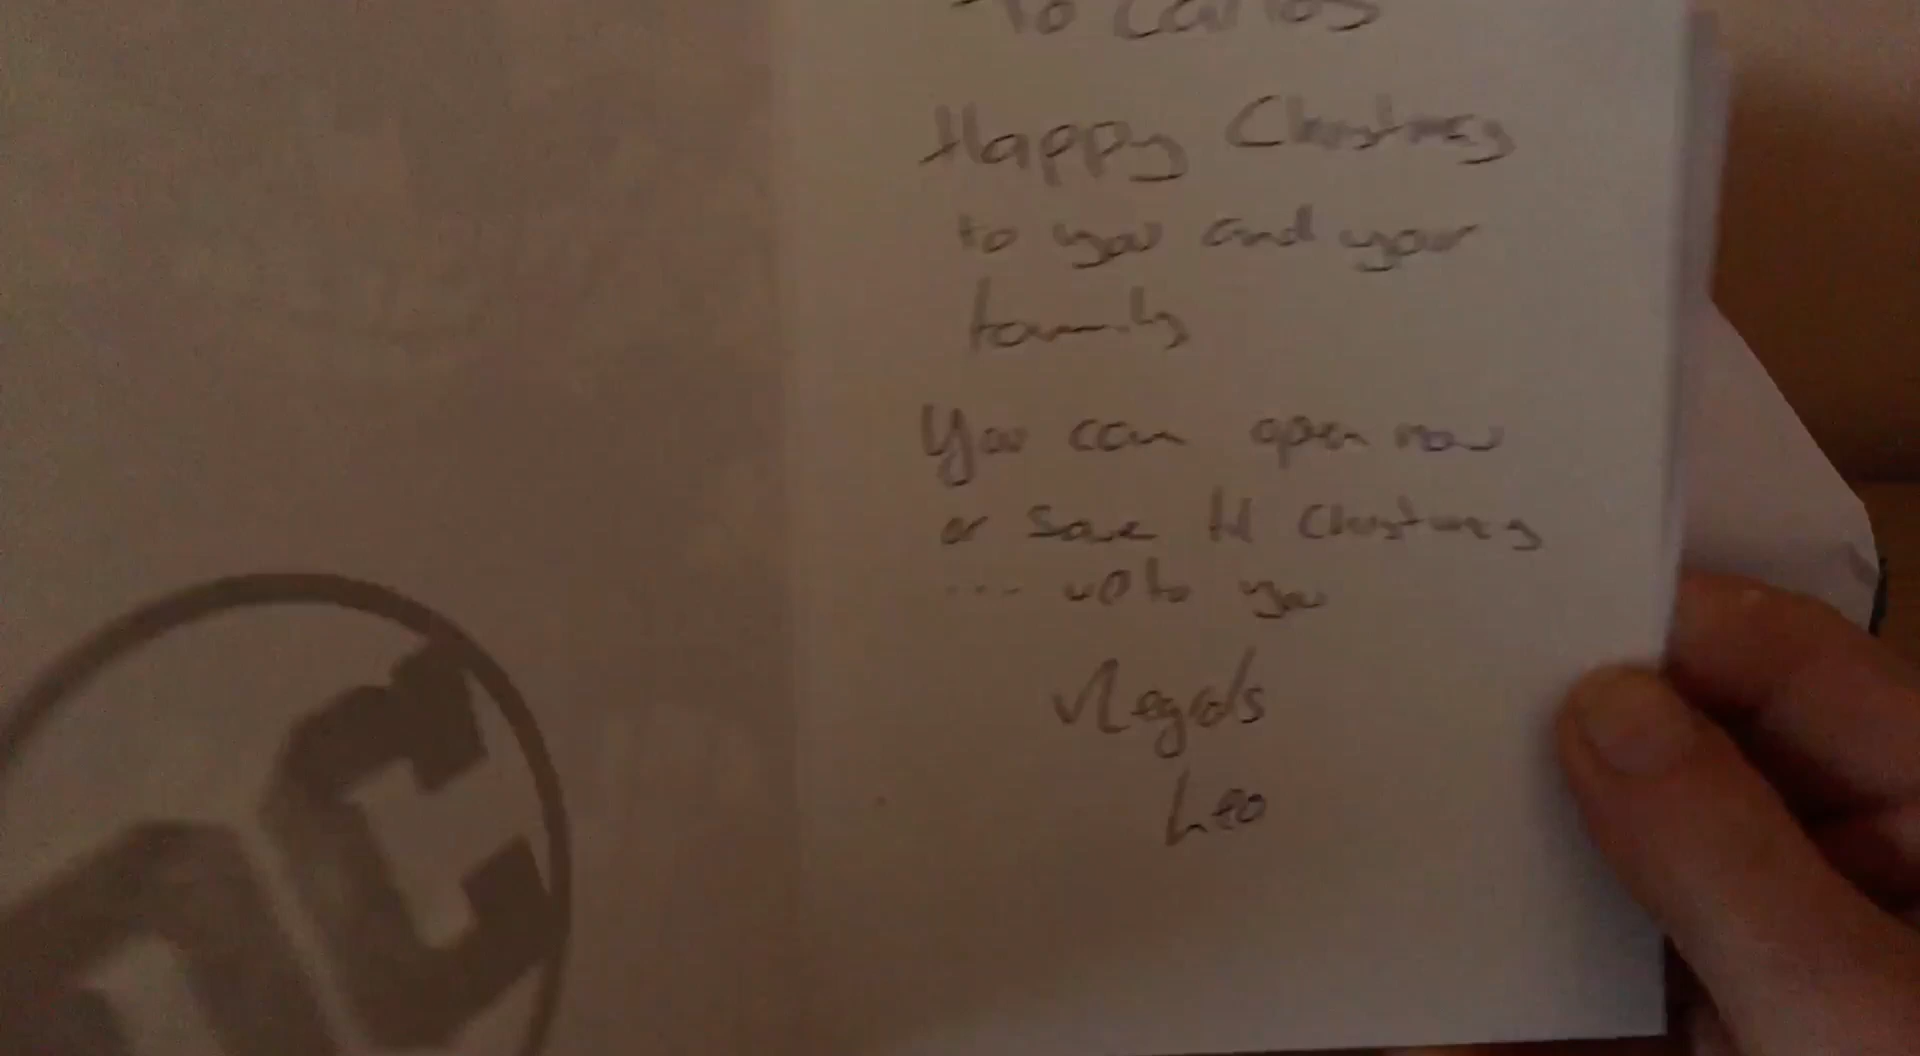 To Carlos
Happy Christmas
to you and your
family
You can open now
or save til Christmas
... up to you
Regards
Leo
DC